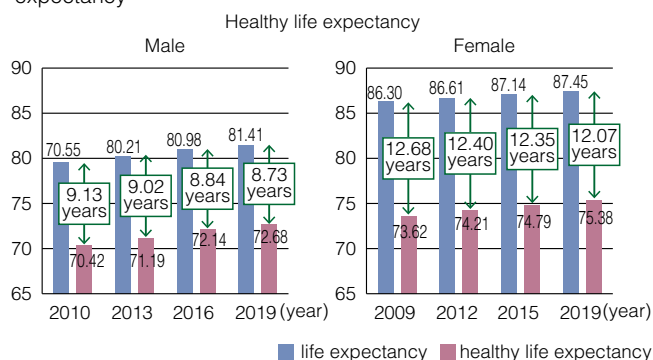 expectancy
Healthy life expectancy
Male
Female
90
85
80
75
70
65
70.55
80.21
80.98
81.41
9.13
years
9.02
years
8.84
years
8.73
years
70.42
71.19
72.14
72.68
2010
2013
2016
2019 (year)
90
85
80
75
70
65
86.30
86.61
87.14
87.45
12.68
years
12.40
years
12.35
years
12.07
years
73.62
74.21
74.79
75.38
2009
2012
2015
2019 (year)
life expectancy
healthy life expectancy